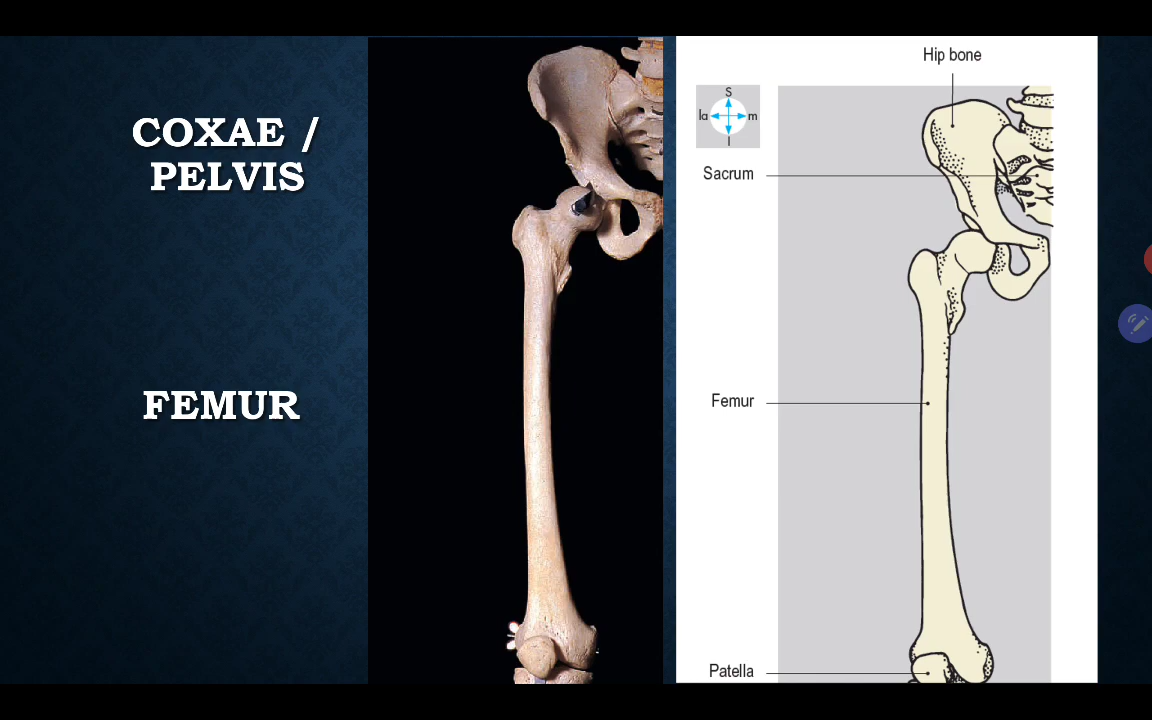 COXAE /
PELVIS
FEMUR
Hip bone
s
la m
I
Sacrum
Femur
Patella